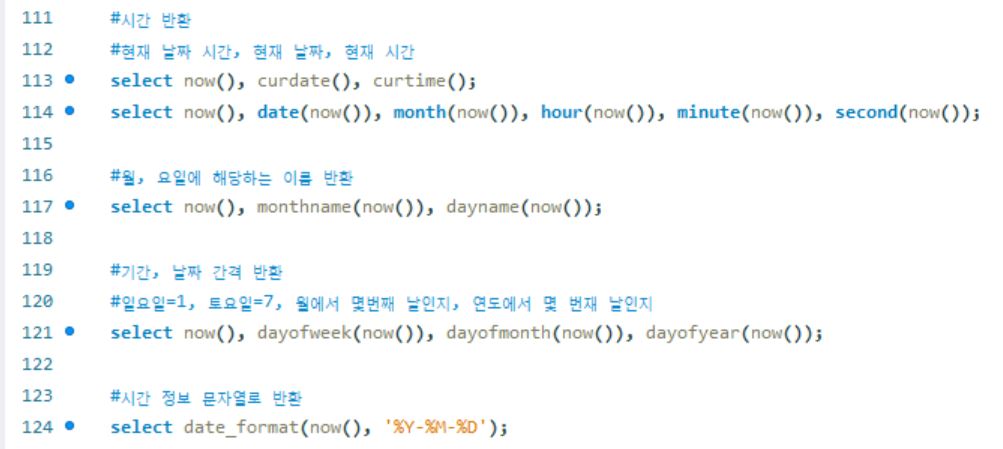 111 #시간 반환
112 #현재 날짜 시간, 현재 날짜, 현재 시간
113 select now(), curdate(), curtime();
114 select now(), date(now()), month(now()), hour(now()), minute(now()), second(now());
115
116 #월, 요일에 해당하는 이름 반환
117 select now(), monthname(now()), dayname(now());
118
119 #기간, 날짜 간격 반환
120 #일요일=1, 토요일=7, 월에서 몇번째 날인지, 연도에서 몇 번재 날인지
121 select now(), dayofweek(now()), dayofmonth(now()), dayofyear(now());
122
123 #시간 정보 문자열로 반환
124 select date_format(now(), '%Y-%M-%D');